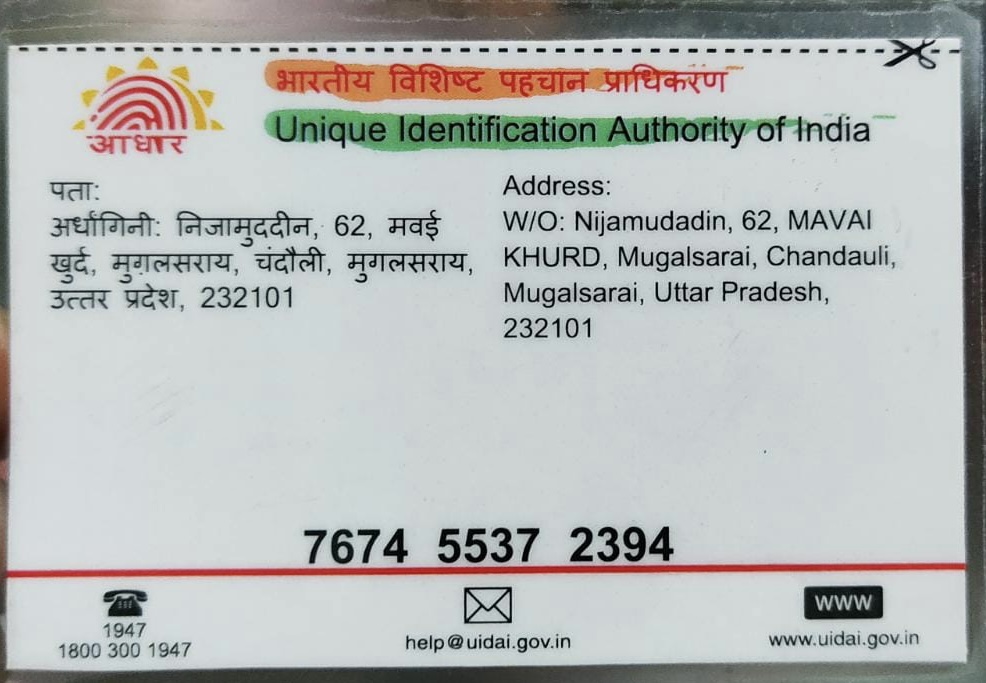 भारतीय विशिष्ट पहचान प्राधिकरण
Unique Identification Authority of India
आधार
पता:
अर्धांगिनी: निजामुददीन, 62, मवई
खुर्द, मुगलसराय, चंदौली, मुगलसराय,
उत्तर प्रदेश, 232101
Address:
W/O: Nijamudadin, 62, MAVAI
KHURD, Mugalsarai, Chandauli,
Mugalsarai, Uttar Pradesh,
232101
7674 5537 2394
1947
1800 300 1947
help@uidai.gov.in
www
www.uidai.gov.in